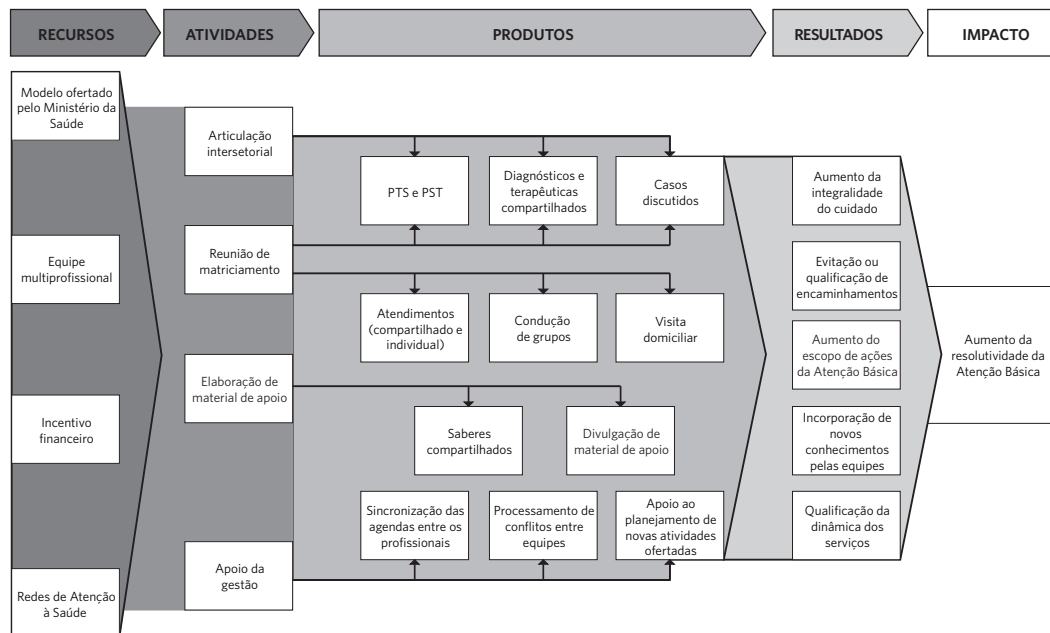 RECURSOS
ATIVIDADES
PRODUTOS
RESULTADOS
IMPACTO
Modelo ofertado
pelo Ministério da
Saúde
Equipe
multiprofissional
Incentivo
financeiro
Redes de Atenção
à Saúde
Articulação
intersetorial
Reunião de
matriciamento
Elaboração de
material de apoio
Apoio da
gestão
PTS e PST
Diagnósticos e
terapêuticas
compartilhados
Casos
discutidos
Atendimentos
(compartilhado e
individual)
Condução
de grupos
Visita
domiciliar
Saberes
compartilhados
Divulgação de
material de apoio
Sincronização das
agendas entre os
profissionais
Processamento de
conflitos entre
equipes
Apoio ao
planejamento de
novas atividades
ofertadas
Aumento da
integralidade
do cuidado
Evitação ou
qualificação de
encaminhamentos
Aumento do
escopo de ações
da Atenção Básica
Incorporação de
novos
conhecimentos
pelas equipes
Qualificação da
dinâmica dos
serviços
Aumento da
resolutividade da
Atenção Básica